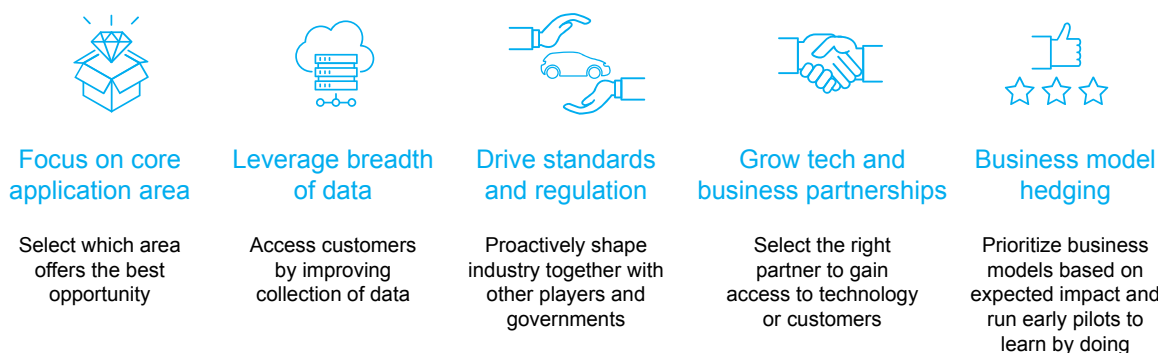 Focus on core
application area
Select which area
offers the best
opportunity
Leverage breadth
of data
Access customers
by improving
collection of data
Drive standards
and regulation
Proactively shape
industry together with
other players and
governments
Grow tech and
business partnerships
Select the right
partner to gain
access to technology
or customers
Business model
hedging
Prioritize business
models based on
expected impact and
run early pilots to
learn by doing